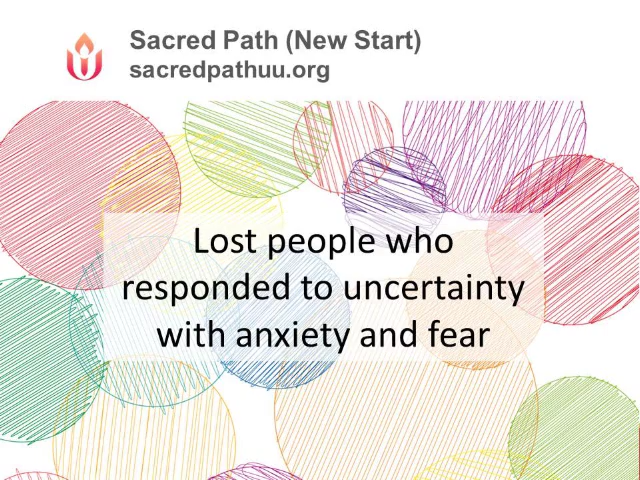 Sacred Path (New Start)
sacredpathuu.org
Lost people who
responded to uncertainty
with anxiety and fear